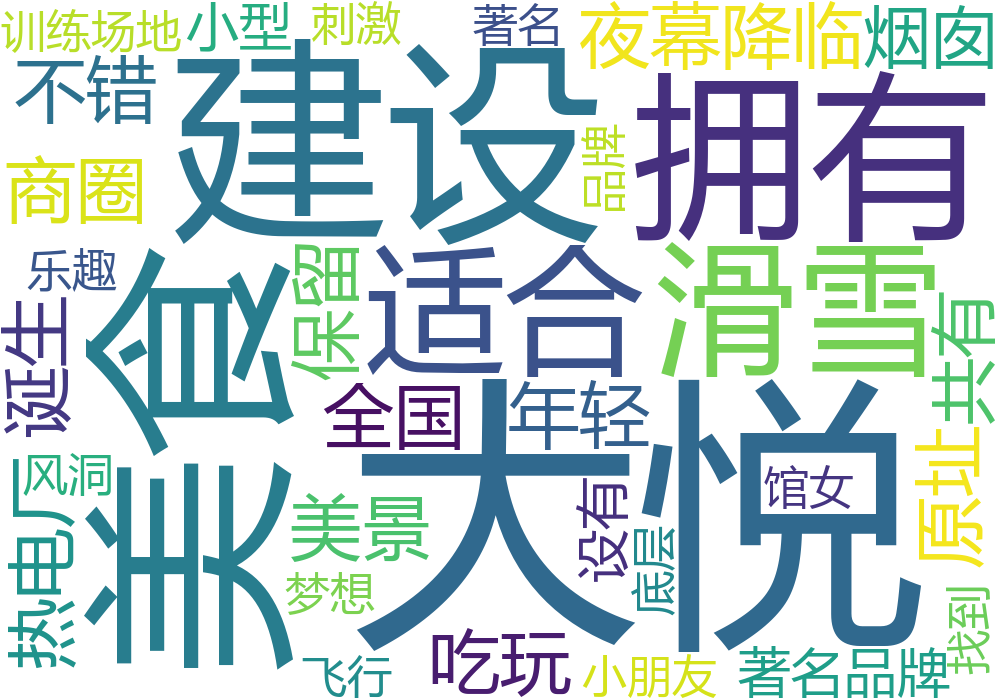 训练场地
小型
刺激
著名
夜幕降临
烟囱
不错
建设
拥有
商圈
品牌
乐趣
美食
保留
适合
滑雪
共有
诞生
全国
年轻
大悦
馆女
原址
风洞
热电厂
美景
设有
底层
梦想
找到
飞行
吃玩
小朋友
著名品牌